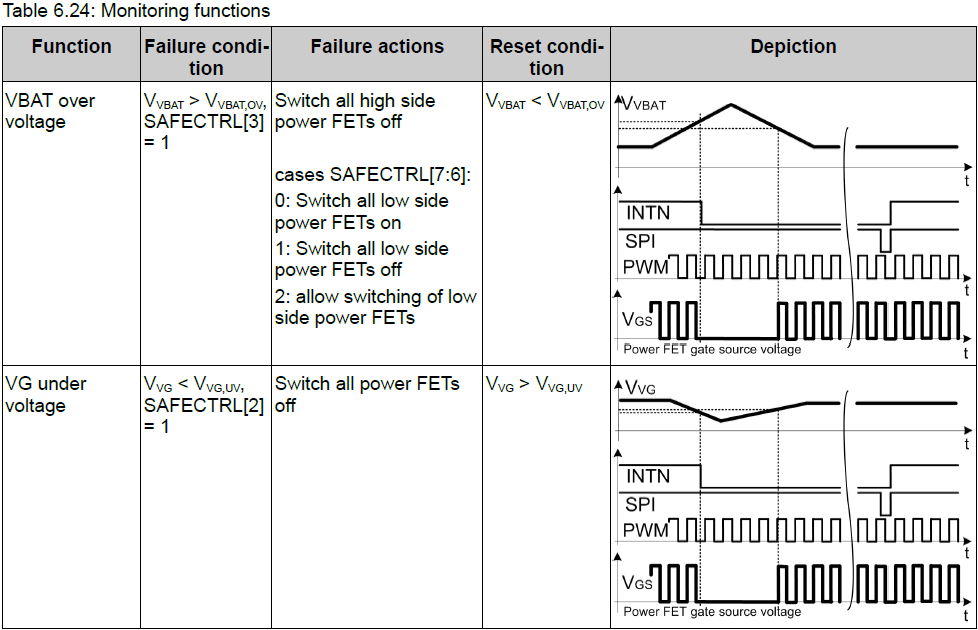 Table 6.24: Monitoring functions
Function
Failure condi-
tion
Failure actions
Reset condi-
tion
Depiction
VBAT over
voltage
VVBAT > VVBAT,OV,
SAFECTRL[3]
= 1
Switch all high side
power FETs off
cases SAFECTRL[7:6]:
0: Switch all low side
power FETs on
1: Switch all low side
power FETs off
2: allow switching of low
side power FETs
VVBAT < VVBAT,OV
VVBAT
t
INTN
SPI
PWM
t
VGS
Power FET gate source voltage
t
VG under
voltage
VVG < VVG,UV,
SAFECTRL[2]
= 1
Switch all power FETs
off
VVG > VVG,UV
VVG
t
INTN
SPI
PWM
t
VGS
Power FET gate source voltage
t